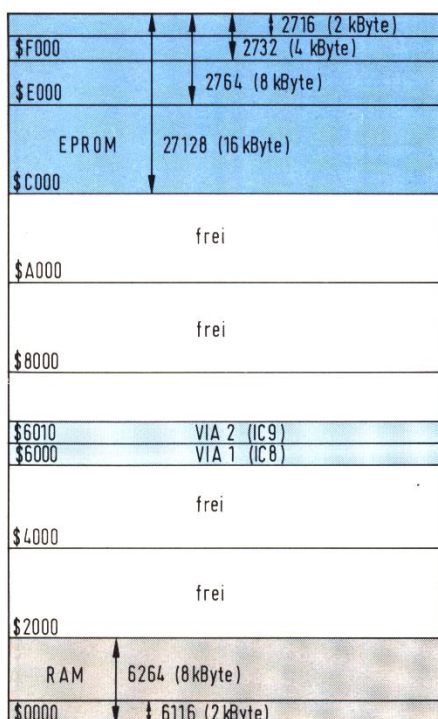 2716 (2 kByte)
$F000 2732 (4 kByte)
2764 (8 kByte)
$E000
EPROM 27128 (16 kByte)
$C000
frei
$A000
frei
$8000
$6010 VIA 2 (IC9)
$6000 VIA 1 (IC8)
frei
$4000
frei
$2000
RAM 6264 (8 kByte)
$0000 6116 (2 kByte)